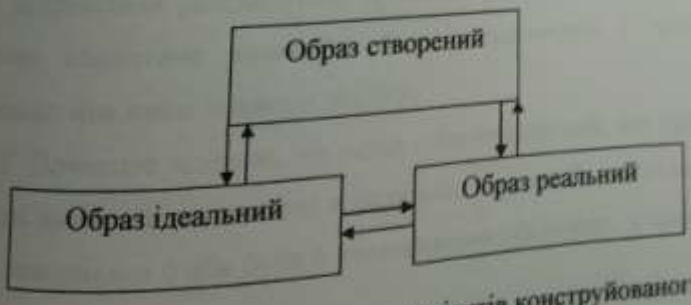 Образ створений
Образ ідеальний
Образ реальний
конструйованог